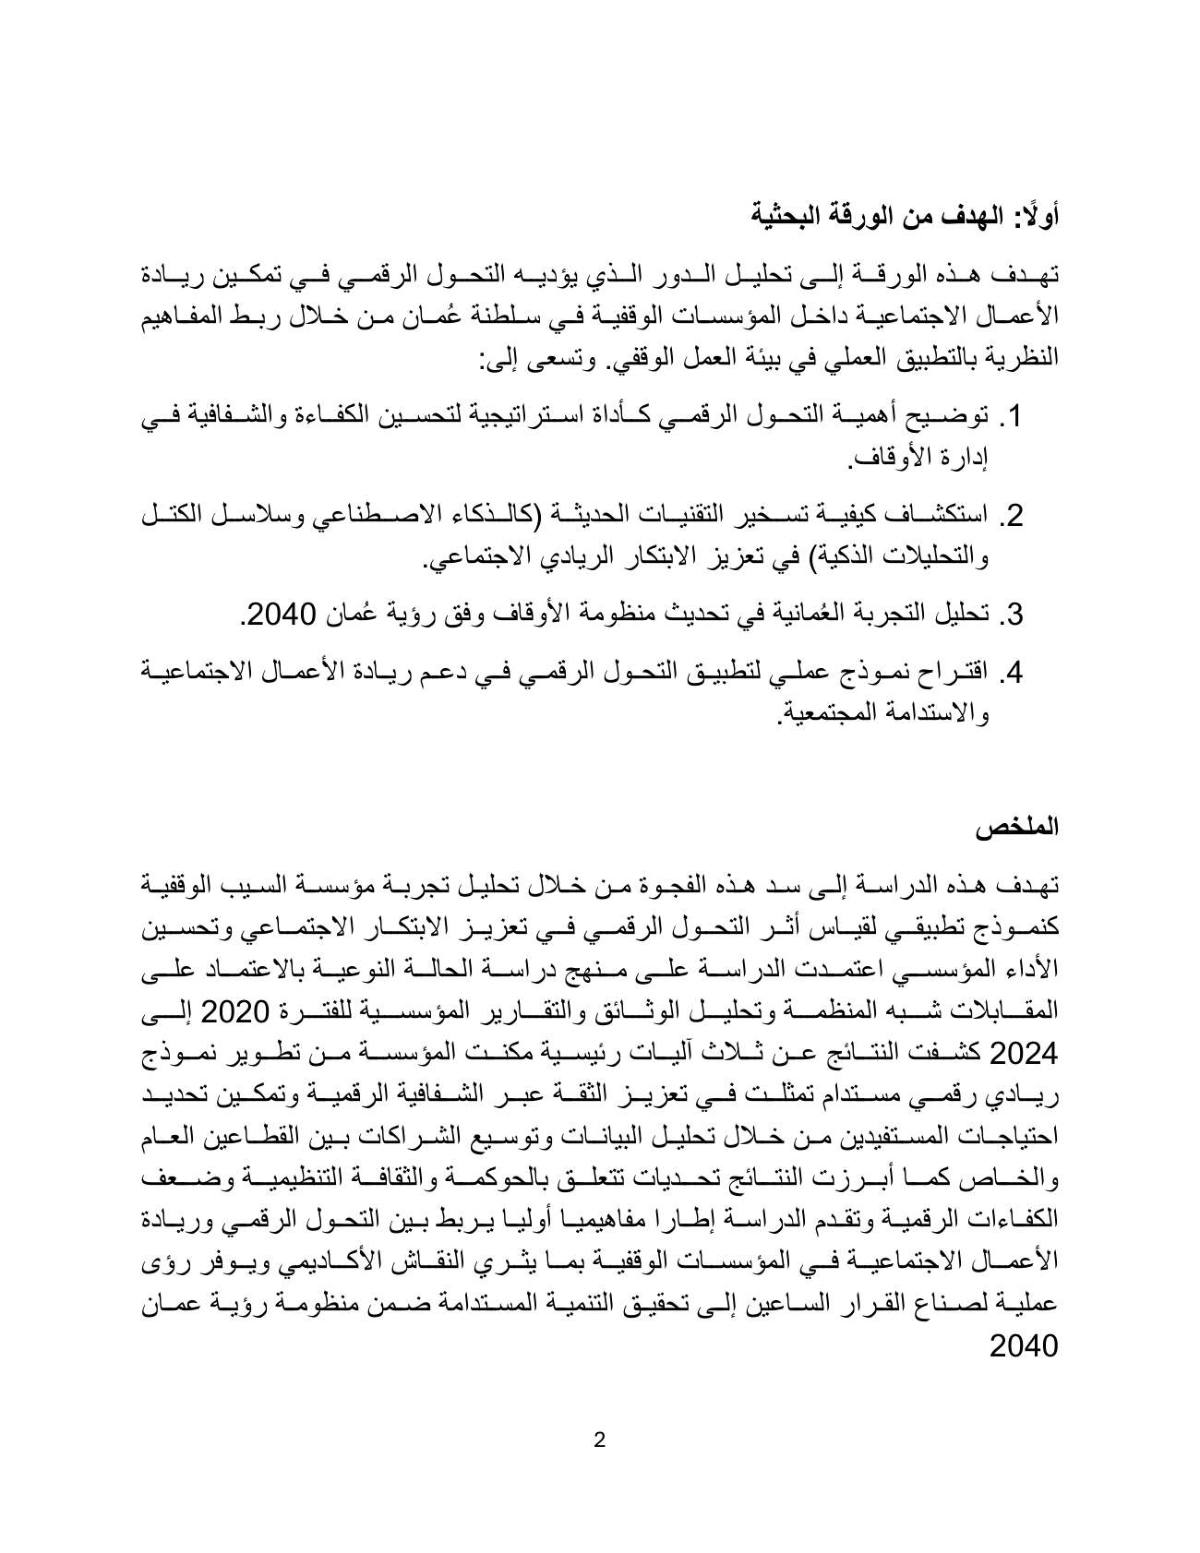 أولًا: الهدف من الورقة البحثية
تهدف هذه الورقة إلى تحليل الدور الذي يؤديه التحول الرقمي في تمكين ريادة
الأعمال الاجتماعية داخل المؤسسات الوقفية في سلطنة عُمان من خلال ربط المفاهيم
النظرية بالتطبيق العملي في بيئة العمل الوقفي. وتسعى إلى:
1. توضيح أهمية التحول الرقمي كأداة استراتيجية لتحسين الكفاءة والشفافية في
إدارة الأوقاف.
2. استكشاف كيفية تسخير التقنيات الحديثة (كالذكاء الاصطناعي وسلاسل الكتل
والتحليلات الذكية) في تعزيز الابتكار الريادي الاجتماعي.
3. تحليل التجربة العُمانية في تحديث منظومة الأوقاف وفق رؤية عُمان 2040.
4. اقتراح نموذج عملي لتطبيق التحول الرقمي في دعم ريادة الأعمال الاجتماعية
والاستدامة المجتمعية.
الملخص
تهدف هذه الدراسة إلى سد هذه الفجوة من خلال تحليل تجربة مؤسسة السيب الوقفية
كنموذج تطبيقي لقياس أثر التحول الرقمي في تعزيز الابتكار الاجتماعي وتحسين
الأداء المؤسسي اعتمدت الدراسة على منهج دراسة الحالة النوعية بالاعتماد على
المقابلات شبه المنظمة وتحليل الوثائق والتقارير المؤسسية للفترة 2020 إلى
2024 كشفت النتائج عن ثلاث آليات رئيسية مكنت المؤسسة من تطوير نموذج
ريادي رقمي مستدام تمثلت في تعزيز الثقة عبر الشفافية الرقمية وتمكين تحديد
احتياجات المستفيدين من خلال تحليل البيانات وتوسيع الشراكات بين القطاعين العام
والخاص كما أبرزت النتائج تحديات تتعلق بالحوكمة والثقافة التنظيمية وضعف
الكفاءات الرقمية وتقدم الدراسة إطارا مفاهيميا أوليا يربط بين التحول الرقمي وريادة
الأعمال الاجتماعية في المؤسسات الوقفية بما يثري النقاش الأكاديمي ويوفر رؤى
عملية لصناع القرار الساعين إلى تحقيق التنمية المستدامة ضمن منظومة رؤية عمان
2040
2